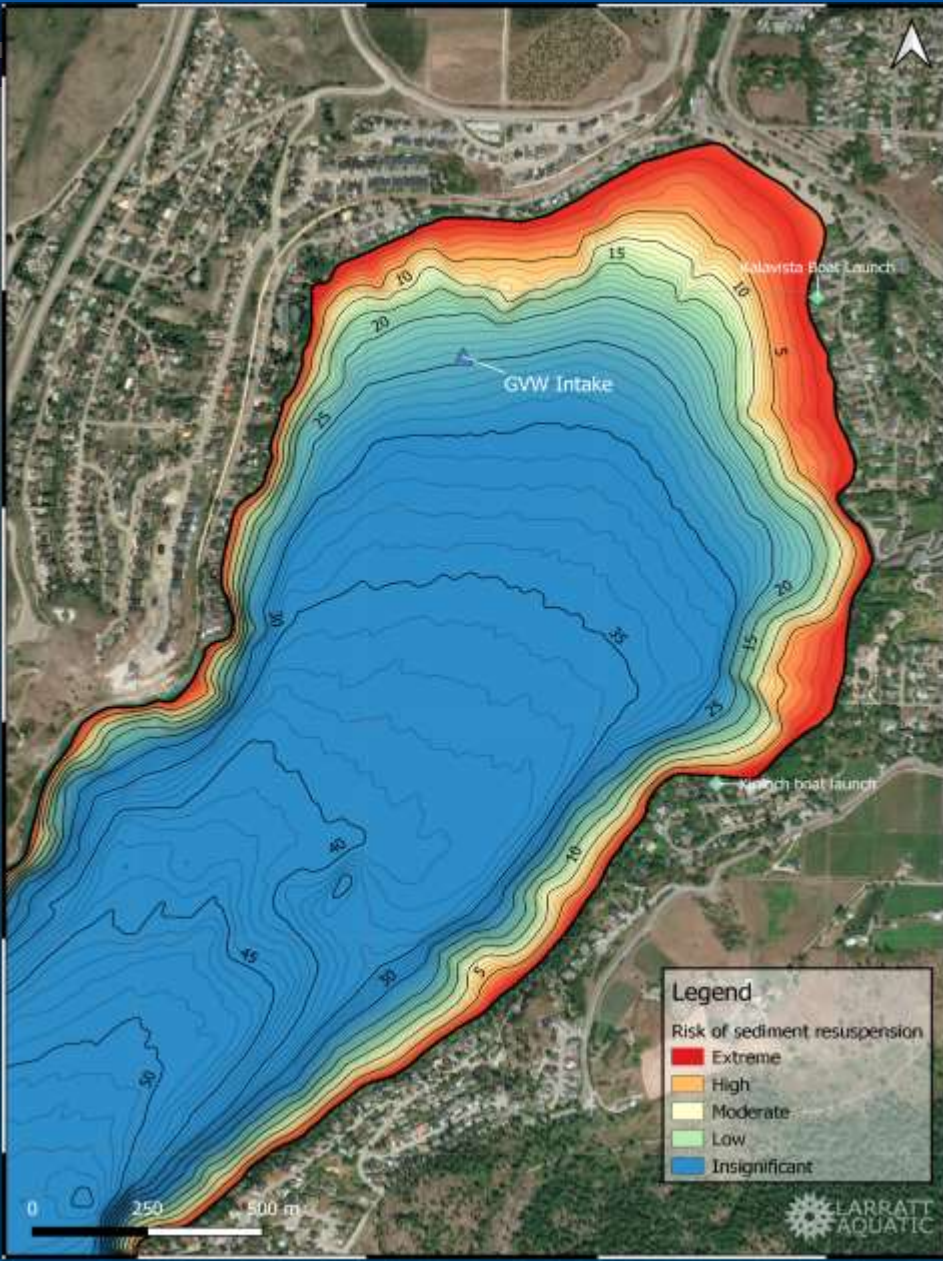 15
Kalavista Boat Launch
10
10
20
5
GVW Intake
25
20
30
35
15
25
Kinloch boat launch
40
10
45
5
30
50
Legend
Risk of sediment resuspension
Extreme
High
Moderate
Low
Insignificant
0 250 500 m
LARRATT
AQUATIC